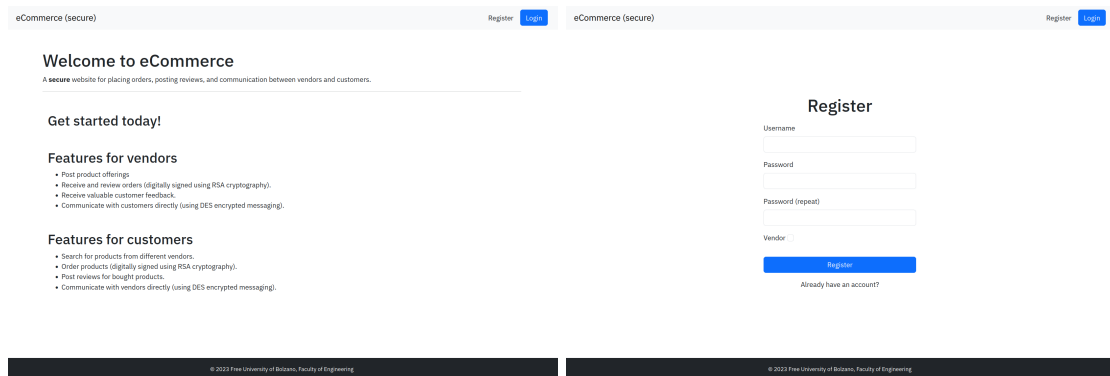 eCommerce (secure)
Register
Login
Welcome to eCommerce
A secure website for placing orders, posting reviews, and communication between vendors and customers.
Get started today!
Features for vendors
• Post product offerings
• Receive and review orders (digitally signed using RSA cryptography).
• Receive valuable customer feedback.
• Communicate with customers directly (using DES encrypted messaging).
Features for customers
• Search for products from different vendors.
• Order products (digitally signed using RSA cryptography).
• Post reviews for bought products.
• Communicate with vendors directly (using DES encrypted messaging).
© 2023 Free University of Bolzano, Faculty of Engineering
eCommerce (secure)
Register
Login
Register
Username
Password
Password (repeat)
Vendor
Register
Already have an account?
© 2023 Free University of Bolzano, Faculty of Engineering